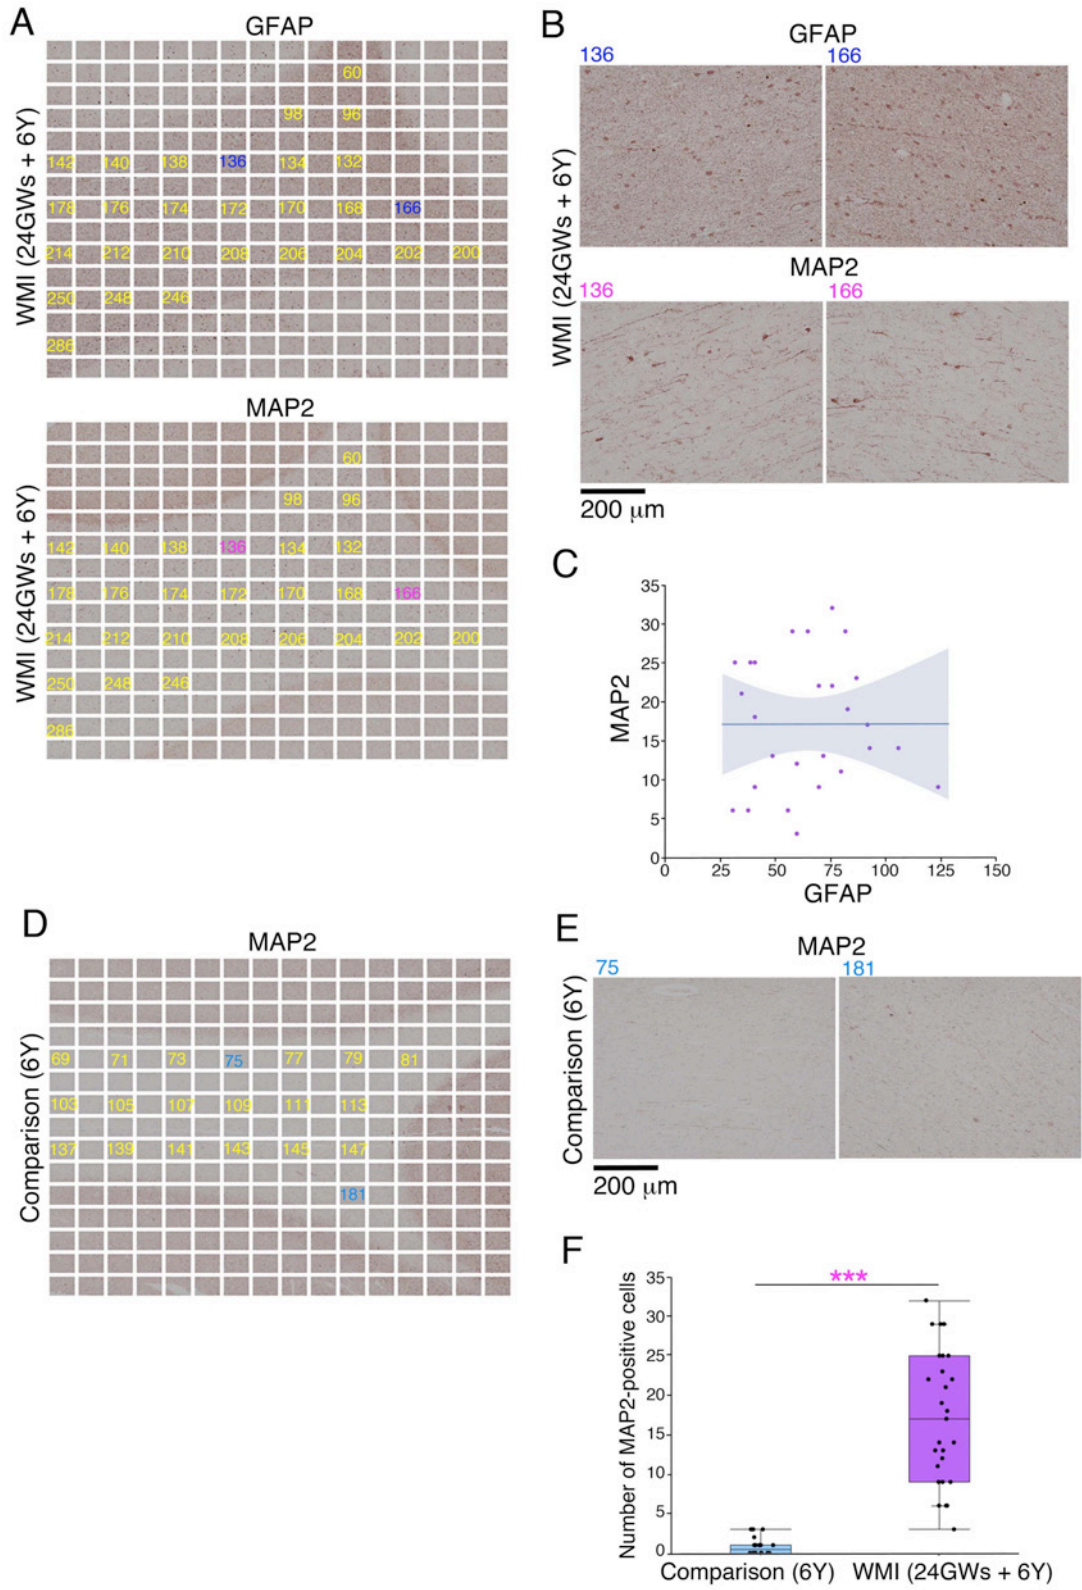 A
GFAP
WMI (24GWs + 6Y)
60
98 96
142 140 138 136 134 132
178 176 174 172 170 168 166
214 212 210 208 206 204 202 200
250 248 246
286
MAP2
WMI (24GWs + 6Y)
60
98 96
142 140 138 136 134 132
178 176 174 172 170 168 166
214 212 210 208 206 204 202 200
250 248 246
286
B
GFAP
136 166
WMI (24GWs + 6Y)
MAP2
136 166
200 μm
C
MAP2
35
30
25
20
15
10
5
0
0 25 50 75 100 125 150
GFAP
D
MAP2
Comparison (6Y)
69 71 73 75 77 79 81
103 105 107 109 111 113
137 139 141 143 145 147
181
E
MAP2
75 181
Comparison (6Y)
200 μm
F
Number of MAP2-positive cells
35
30
25
20
15
10
5
0
***
Comparison (6Y) WMI (24GWs + 6Y)